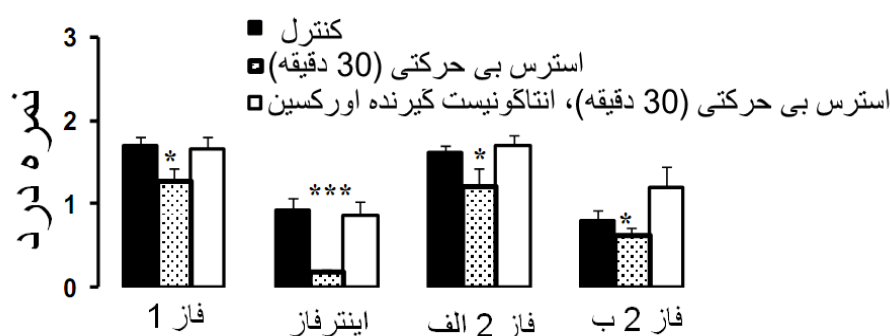 3
2
1
0
نمره درد
کنترل
استرس بی حرکتی (30 دقیقه)
استرس بی حرکتی (30 دقیقه)، انتاگونیست گیرنده اورکسین
*
***
*
*
فاز 1
اینترفاز
فاز 2 الف
فاز 2 ب